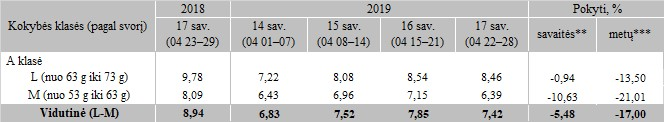 Kokybės klasės (pagal svorį) 2018 2019 Pokyti, %
17 sav. (04 23–29) 14 sav. (04 01–07) 15 sav. (04 08–14) 16 sav. (04 15–21) 17 sav. (04 22–28) savaitės** metų***
A klasė
L (nuo 63 g iki 73 g) 9,78 7,22 8,08 8,54 8,46 -0,94 -13,50
M (nuo 53 g iki 63 g) 8,09 6,43 6,96 7,15 6,39 -10,63 -21,01
Vidutinė (L-M) 8,94 6,83 7,52 7,85 7,42 -5,48 -17,00